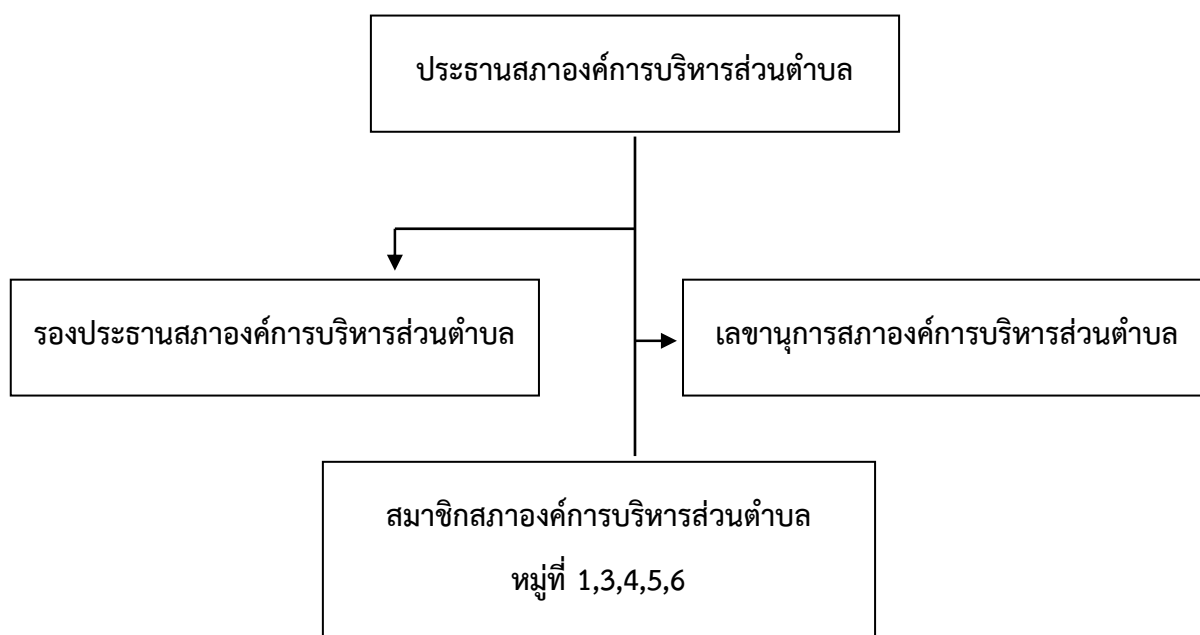 ประธานสภาองค์การบริหารส่วนตำบล
รองประธานสภาองค์การบริหารส่วนตำบล
เลขานุการสภาองค์การบริหารส่วนตำบล
สมาชิกสภาองค์การบริหารส่วนตำบล
หมู่ที่ 1,3,4,5,6